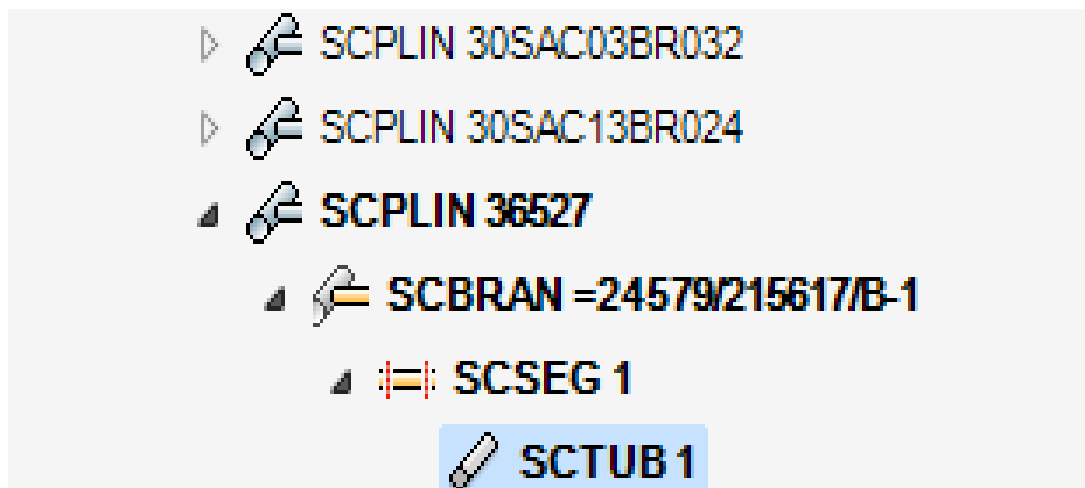 SCPLIN 30SAC03BR032
SCPLIN 30SAC13BR024
SCPLIN 36527
SCBRAN =24579/215617/B-1
SCSEG 1
SCTUB 1